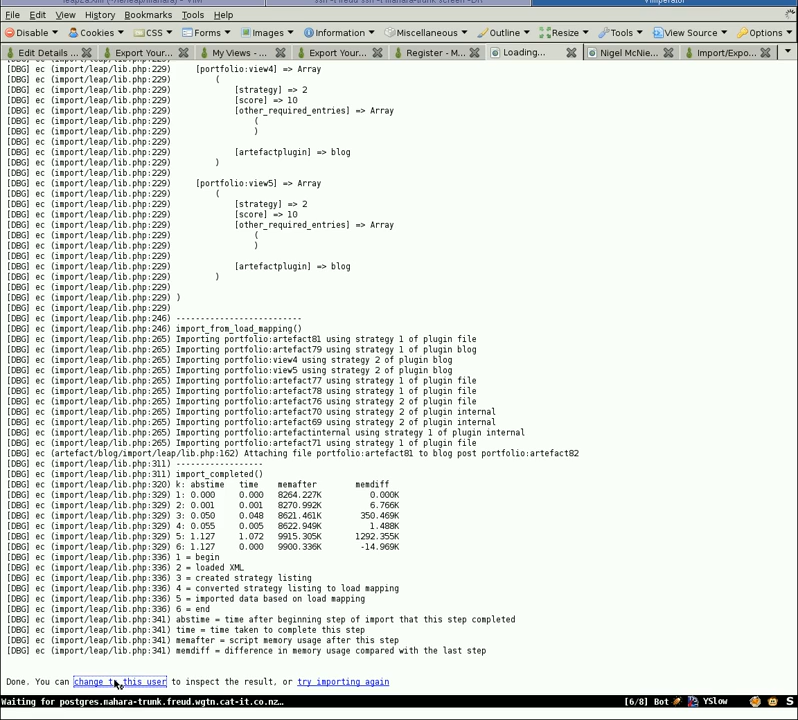 File Edit View History Bookmarks Tools Help
Disable Cookies CSS Forms Images Information Miscellaneous Outline Resize Tools View Source Options
Edit Details ... Export Your... My Views - ... Export Your... Register - M... Loading... Nigel McNie... Import/Expo...
[DBG] ec (import/leap/lib.php:229) [portfolio:view4] => Array
[DBG] ec (import/leap/lib.php:229) (
[DBG] ec (import/leap/lib.php:229) [strategy] => 2
[DBG] ec (import/leap/lib.php:229) [score] => 10
[DBG] ec (import/leap/lib.php:229) [other_required_entries] => Array
[DBG] ec (import/leap/lib.php:229) (
[DBG] ec (import/leap/lib.php:229) )
[DBG] ec (import/leap/lib.php:229)
[DBG] ec (import/leap/lib.php:229) [artefactplugin] => blog
[DBG] ec (import/leap/lib.php:229) )
[DBG] ec (import/leap/lib.php:229)
[DBG] ec (import/leap/lib.php:229) [portfolio:view5] => Array
[DBG] ec (import/leap/lib.php:229) (
[DBG] ec (import/leap/lib.php:229) [strategy] => 2
[DBG] ec (import/leap/lib.php:229) [score] => 10
[DBG] ec (import/leap/lib.php:229) [other_required_entries] => Array
[DBG] ec (import/leap/lib.php:229) (
[DBG] ec (import/leap/lib.php:229) )
[DBG] ec (import/leap/lib.php:229)
[DBG] ec (import/leap/lib.php:229) [artefactplugin] => blog
[DBG] ec (import/leap/lib.php:229) )
[DBG] ec (import/leap/lib.php:229)
[DBG] ec (import/leap/lib.php:229) )
[DBG] ec (import/leap/lib.php:229)
[DBG] ec (import/leap/lib.php:246) --------------------------
[DBG] ec (import/leap/lib.php:246) import_from_load_mapping()
[DBG] ec (import/leap/lib.php:265) Importing portfolio:artefact81 using strategy 1 of plugin file
[DBG] ec (import/leap/lib.php:265) Importing portfolio:artefact79 using strategy 1 of plugin blog
[DBG] ec (import/leap/lib.php:265) Importing portfolio:view4 using strategy 2 of plugin blog
[DBG] ec (import/leap/lib.php:265) Importing portfolio:view5 using strategy 2 of plugin blog
[DBG] ec (import/leap/lib.php:265) Importing portfolio:artefact77 using strategy 1 of plugin file
[DBG] ec (import/leap/lib.php:265) Importing portfolio:artefact78 using strategy 1 of plugin file
[DBG] ec (import/leap/lib.php:265) Importing portfolio:artefact76 using strategy 2 of plugin file
[DBG] ec (import/leap/lib.php:265) Importing portfolio:artefact70 using strategy 2 of plugin internal
[DBG] ec (import/leap/lib.php:265) Importing portfolio:artefact69 using strategy 2 of plugin internal
[DBG] ec (import/leap/lib.php:265) Importing portfolio:artefactinternal using strategy 1 of plugin internal
[DBG] ec (import/leap/lib.php:265) Importing portfolio:artefact71 using strategy 1 of plugin file
[DBG] ec (artefact/blog/import/leap/lib.php:162) Attaching file portfolio:artefact81 to blog post portfolio:artefact82
[DBG] ec (import/leap/lib.php:311) ------------------
[DBG] ec (import/leap/lib.php:311) import_completed()
[DBG] ec (import/leap/lib.php:320) k: abstime time memafter memdiff
[DBG] ec (import/leap/lib.php:329) 1: 0.000 0.000 8264.227K 0.000K
[DBG] ec (import/leap/lib.php:329) 2: 0.001 0.001 8270.992K 6.766K
[DBG] ec (import/leap/lib.php:329) 3: 0.050 0.048 8621.461K 350.469K
[DBG] ec (import/leap/lib.php:329) 4: 0.055 0.005 8622.949K 1.488K
[DBG] ec (import/leap/lib.php:329) 5: 1.127 1.072 9915.305K 1292.355K
[DBG] ec (import/leap/lib.php:329) 6: 1.127 0.000 9900.336K -14.969K
[DBG] ec (import/leap/lib.php:336) 1 = begin
[DBG] ec (import/leap/lib.php:336) 2 = loaded XML
[DBG] ec (import/leap/lib.php:336) 3 = created strategy listing
[DBG] ec (import/leap/lib.php:336) 4 = converted strategy listing to load mapping
[DBG] ec (import/leap/lib.php:336) 5 = imported data based on load mapping
[DBG] ec (import/leap/lib.php:336) 6 = end
[DBG] ec (import/leap/lib.php:341) abstime = time after beginning step of import that this step completed
[DBG] ec (import/leap/lib.php:341) time = time taken to complete this step
[DBG] ec (import/leap/lib.php:341) memafter = script memory usage after this step
[DBG] ec (import/leap/lib.php:341) memdiff = difference in memory usage compared with the last step
Done. You can change to this user to inspect the result, or try importing again
Waiting for postgres.mahara-trunk.freud.wgtn.cat-it.co.nz… [6/8] Bot YSlow S